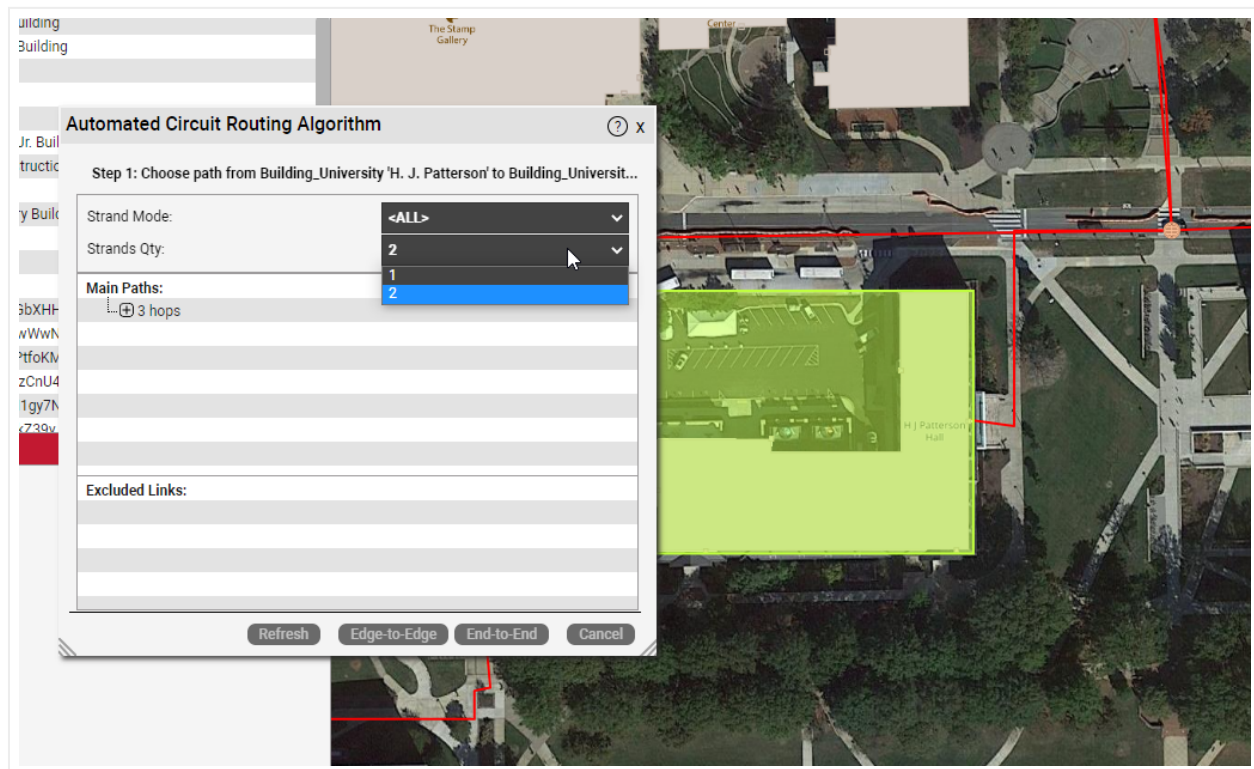 uilding
Building
Jr. Buil
tructio
y Build
GbXHH
wWwN
PtfoKM
zCnU4
1gy7N
The Stamp
Gallery
Center
Automated Circuit Routing Algorithm
? x
Step 1: Choose path from Building_University 'H. J. Patterson' to Building_Universit...
Strand Mode:
<ALL>
Strands Qty:
2
1
2
Main Paths:
3 hops
Excluded Links:
Refresh Edge-to-Edge End-to-End Cancel
H J Patterson
Hall